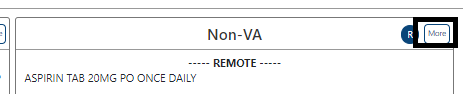 Non-VA R More
----- REMOTE -----
ASPIRIN TAB 20MG PO ONCE DAILY